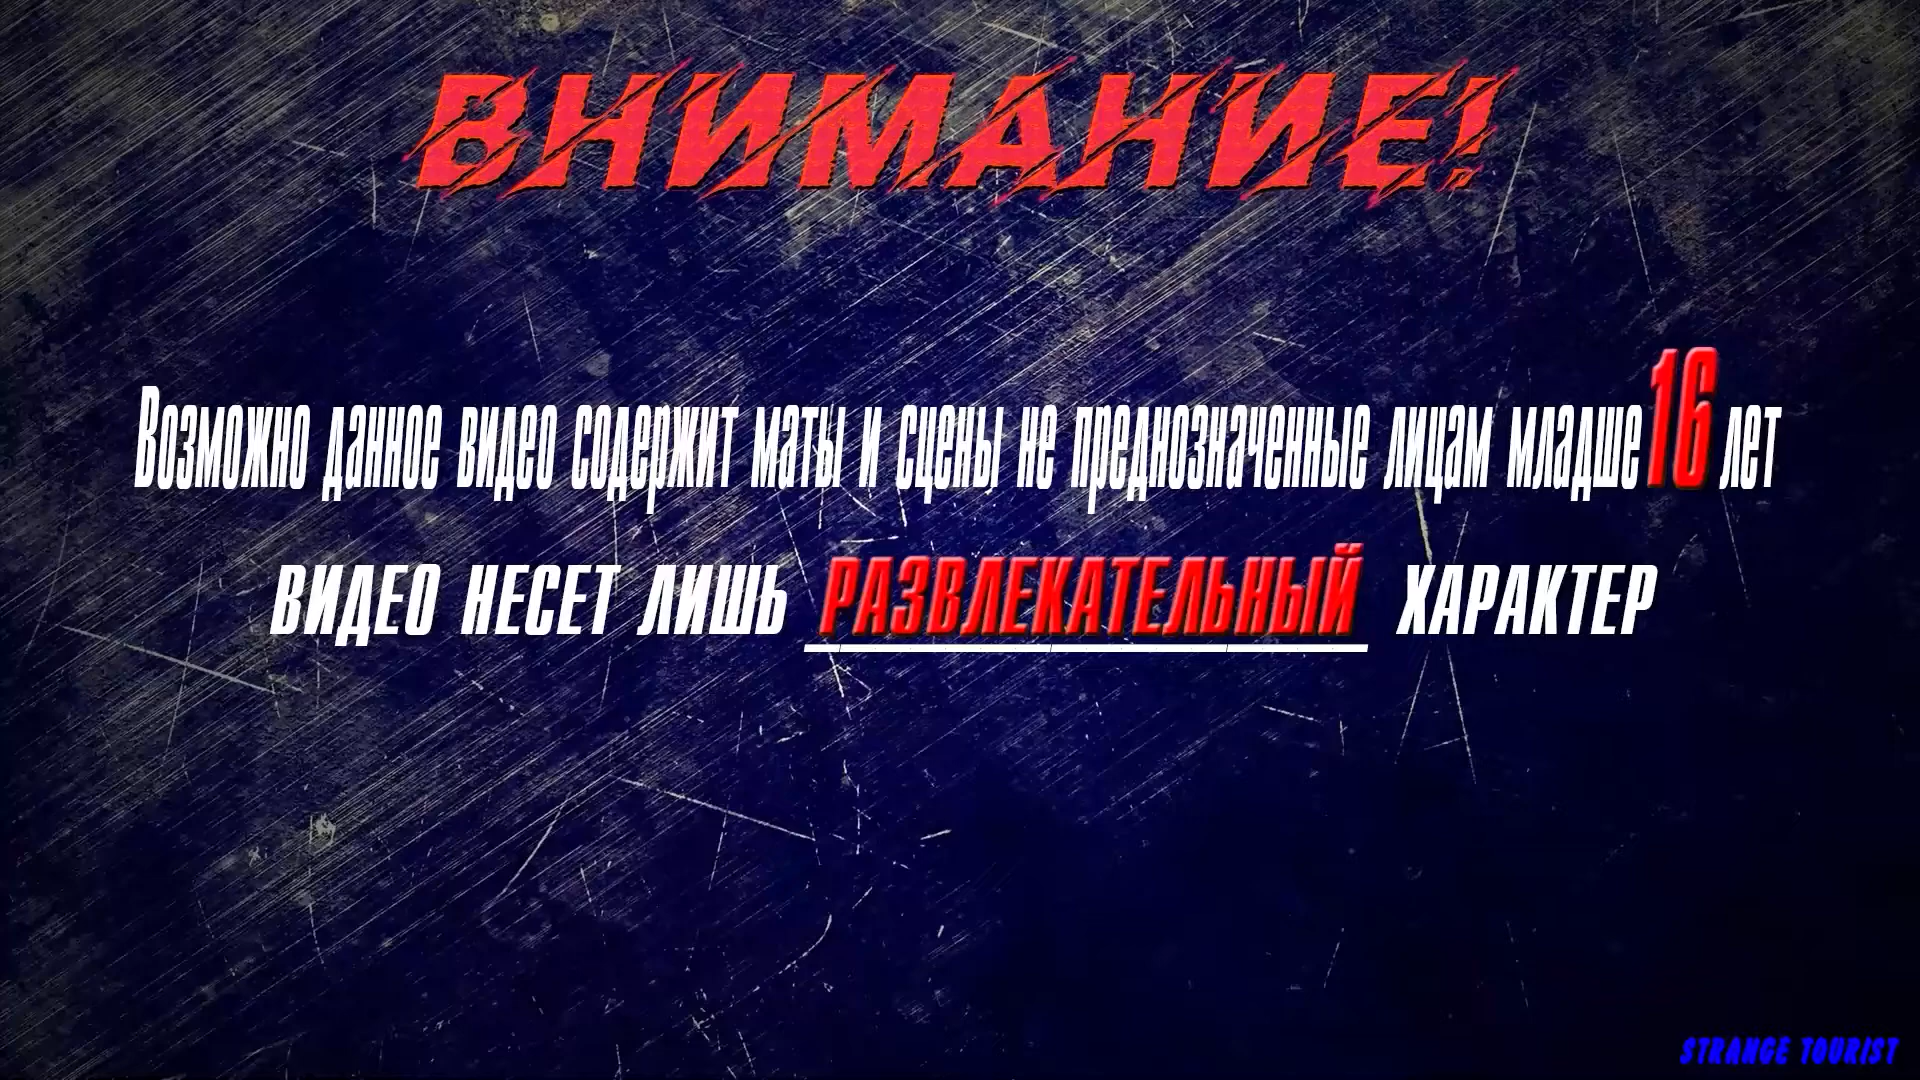 ВНИМАНИЕ!
Возможно данное видео содержит маты и сцены не преднозначенные лицам младше 16 лет
ВИДЕО НЕСЕТ ЛИШЬ РАЗВЛЕКАТЕЛЬНЫЙ ХАРАКТЕР
STRANGE TOURIST